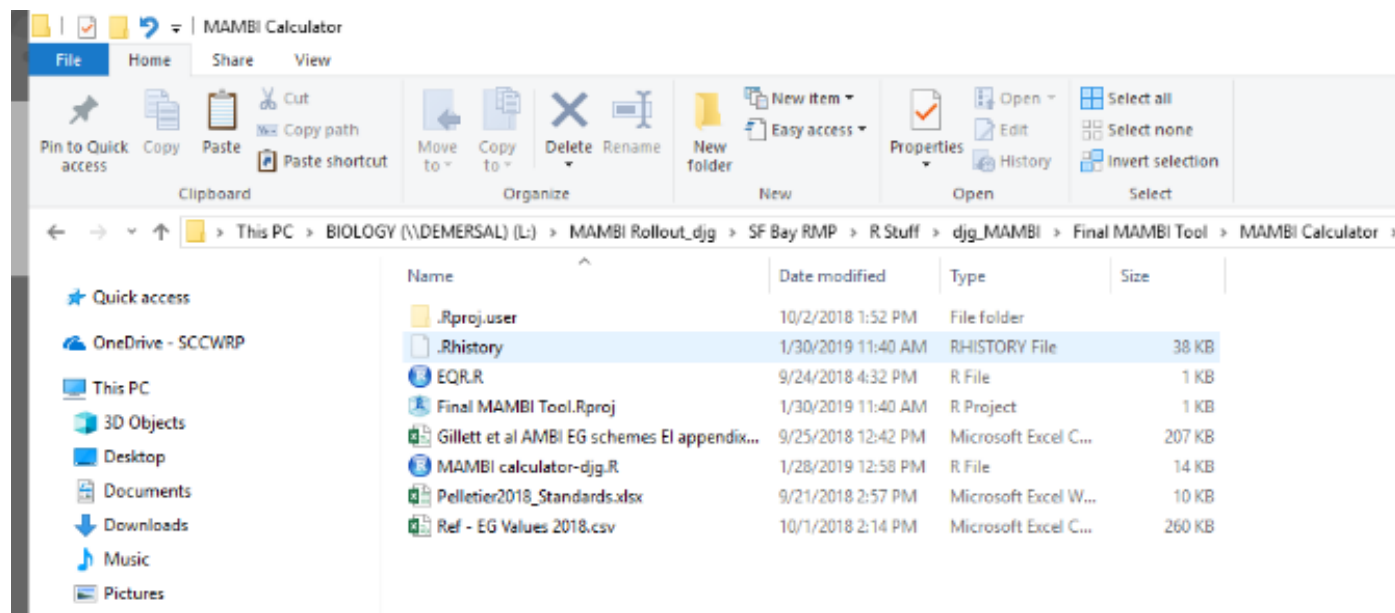 MAMBI Calculator
File Home Share View
Pin to Quick access
Copy
Paste
Cut
Copy path
Paste shortcut
Clipboard
Move to
Copy to
Delete
Rename
Organize
New folder
New item
Easy access
New
Properties
Open
Edit
History
Open
Select all
Select none
Invert selection
Select
This PC > BIOLOGY (\\DEMERSAL) (L:) > MAMBI Rollout_djg > SF Bay RMP > R Stuff > djg_MAMBI > Final MAMBI Tool > MAMBI Calculator >
Quick access
OneDrive - SCCWRP
This PC
3D Objects
Desktop
Documents
Downloads
Music
Pictures
Name Date modified Type Size
.Rproj.user 10/2/2018 1:52 PM File folder
.Rhistory 1/30/2019 11:40 AM RHISTORY File 38 KB
EQR.R 9/24/2018 4:32 PM R File 1 KB
Final MAMBI Tool.Rproj 1/30/2019 11:40 AM R Project 1 KB
Gillett et al AMBI EG schemes EI appendix... 9/25/2018 12:42 PM Microsoft Excel C... 207 KB
MAMBI calculator-djg.R 1/28/2019 12:58 PM R File 14 KB
Pelletier2018_Standards.xlsx 9/21/2018 2:57 PM Microsoft Excel W... 10 KB
Ref - EG Values 2018.csv 10/1/2018 2:14 PM Microsoft Excel C... 260 KB